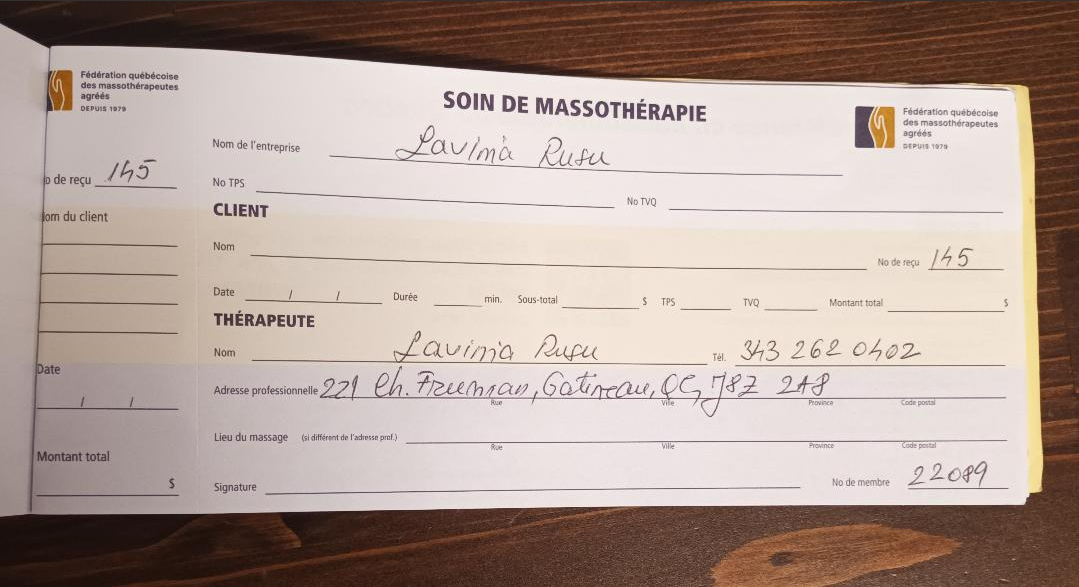 Fédération québécoise
des massothérapeutes
agréés
DEPUIS 1979
o de reçu 145
om du client
Date
/ /
Montant total
$
SOIN DE MASSOTHÉRAPIE
Fédération québécoise
des massothérapeutes
agréés
DEPUIS 1979
Nom de l'entreprise Lavinia Rusu
No TPS No TVQ
CLIENT
Nom No de reçu 145
Date / / Durée min. Sous-total $ TPS TVQ Montant total $
THÉRAPEUTE
Nom Lavinia Rusu Tél. 343 262 0402
Adresse professionnelle 221 Ch. Freeman, Gatineau, QC, J8Z 2A8
Rue Ville Province Code postal
Lieu du massage (si différent de l'adresse prof.)
Rue Ville Province Code postal
Signature No de membre 22089